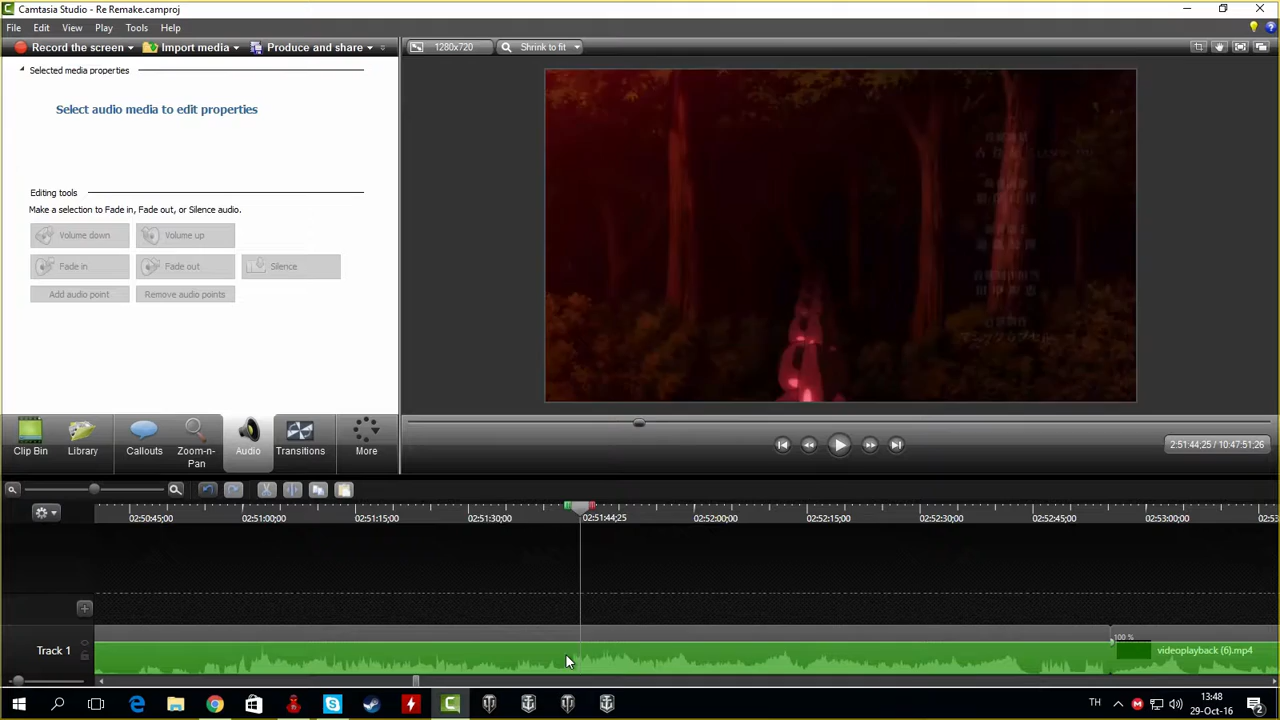 Camtasia Studio - Re Remake.camproj
File Edit View Play Tools Help
Record the screen Import media Produce and share
1280x720 Shrink to fit
Selected media properties
Select audio media to edit properties
Editing tools
Make a selection to Fade in, Fade out, or Silence audio.
Volume down Volume up
Fade in Fade out Silence
Add audio point Remove audio points
Clip Bin Library Callouts Zoom-n-Pan Audio Transitions More
2:51:44;25 / 10:47:51;26
02:50:45;00 02:51:00;00 02:51:15;00 02:51:30;00 02:51:44;25 02:52:00;00 02:52:15;00 02:52:30;00 02:52:45;00 02:53:00;00
100 %
Track 1 videoplayback (6).mp4
TH 13:48
29-Oct-16